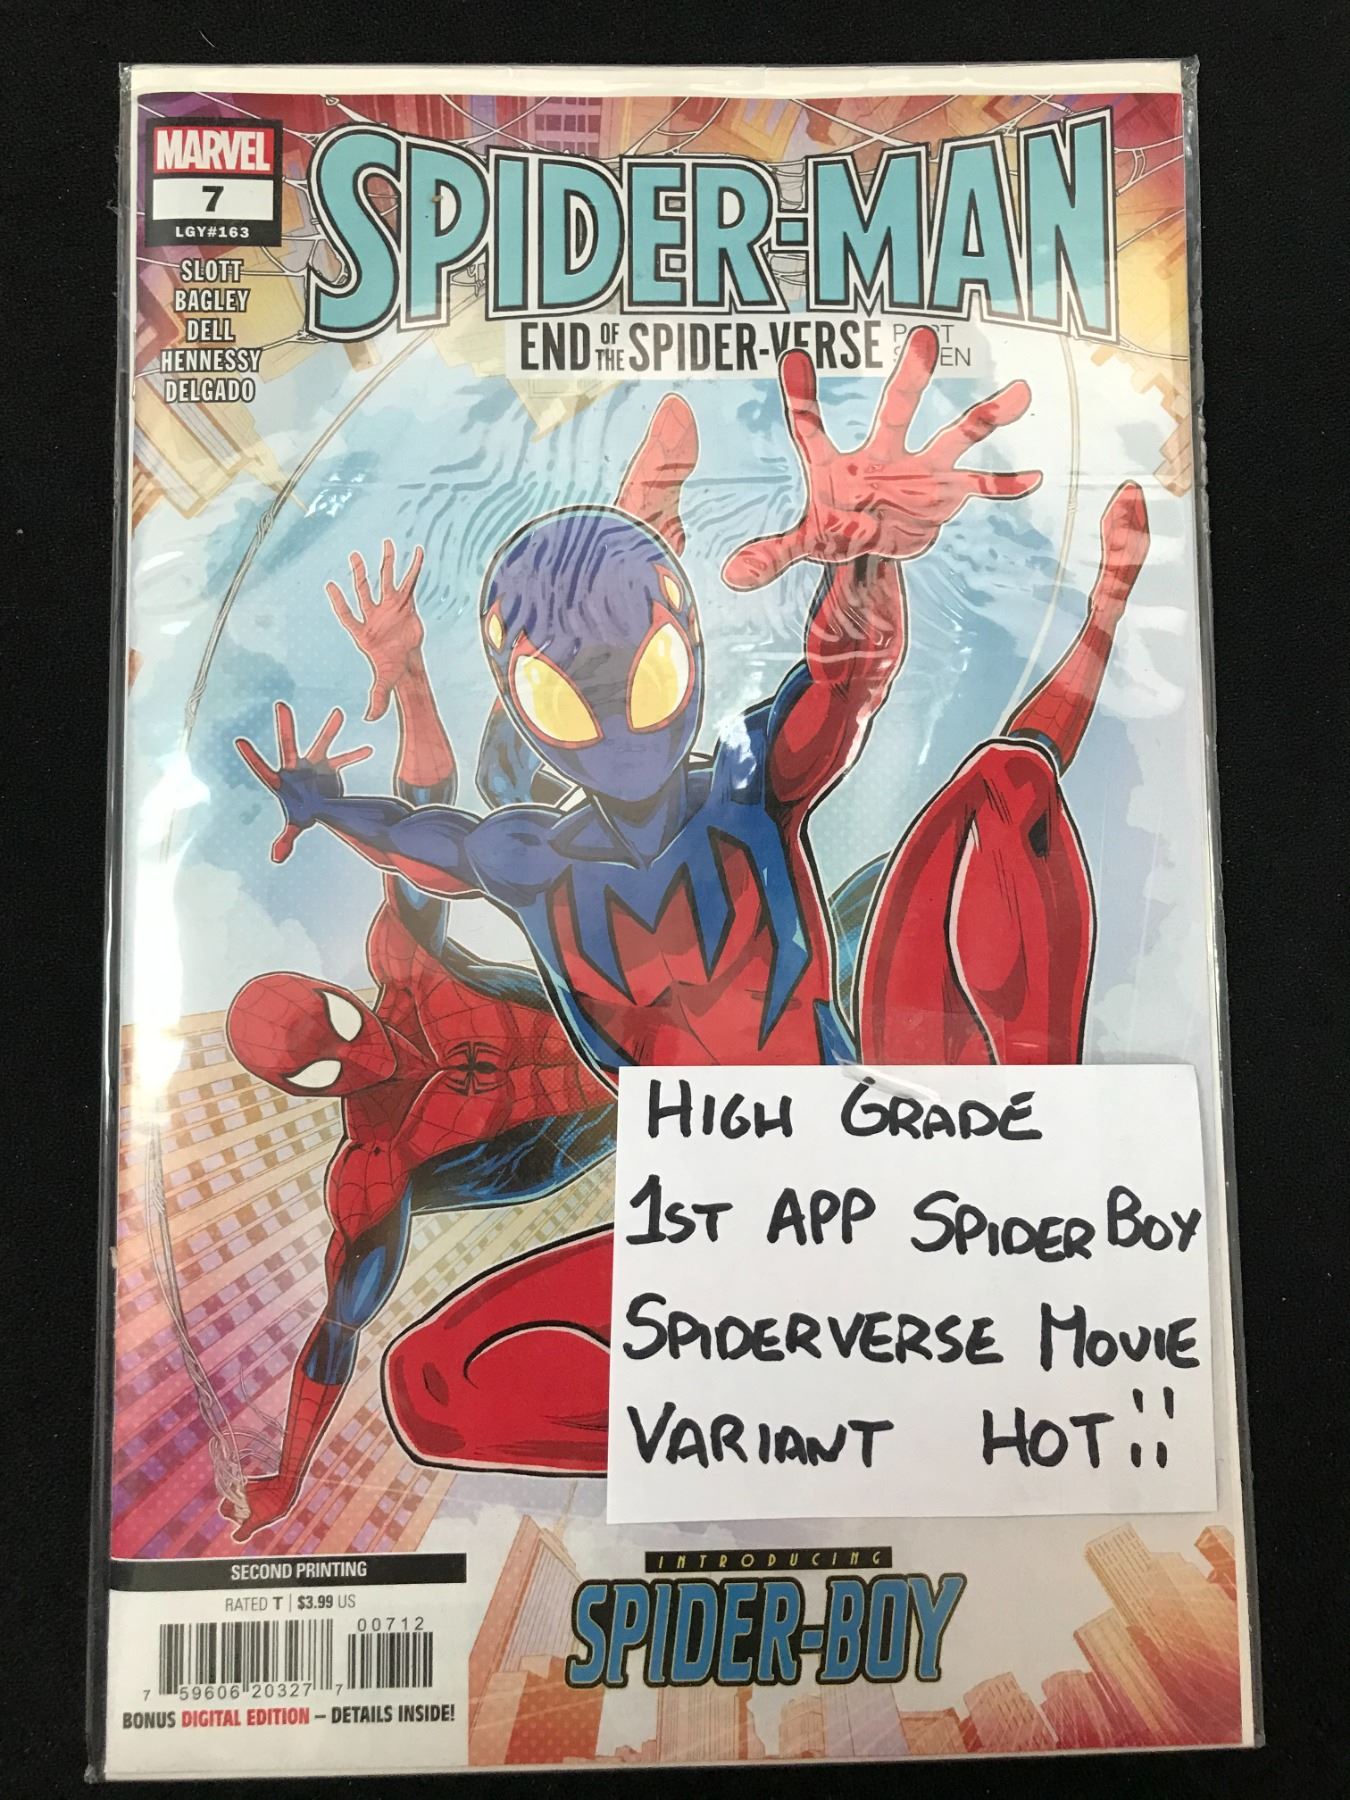 MARVEL
7
LGY#163
SLOTT
BAGLEY
DELL
HENNESSY
DELGADO
SPIDER-MAN
END OF THE SPIDER-VERSE
HIGH GRADE
1ST APP SPIDER BOY
SPIDERVERSE MOVIE
VARIANT HOT!!
SECOND PRINTING
RATED T | $3.99 US
00712
7 59606 20327 7
BONUS DIGITAL EDITION – DETAILS INSIDE!
INTRODUCING
SPIDER-BOY